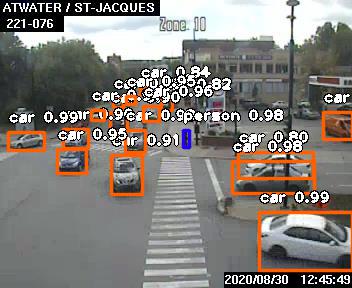 ATWATER / ST-JACQUES
221-076
Zone 10
car 0.84
car 0.95
car 0.96
car 0.99
person 0.98
car 0.95
car 0.91
car 0.80
car 0.98
car
car 0.99
2020/08/30 12:45:49